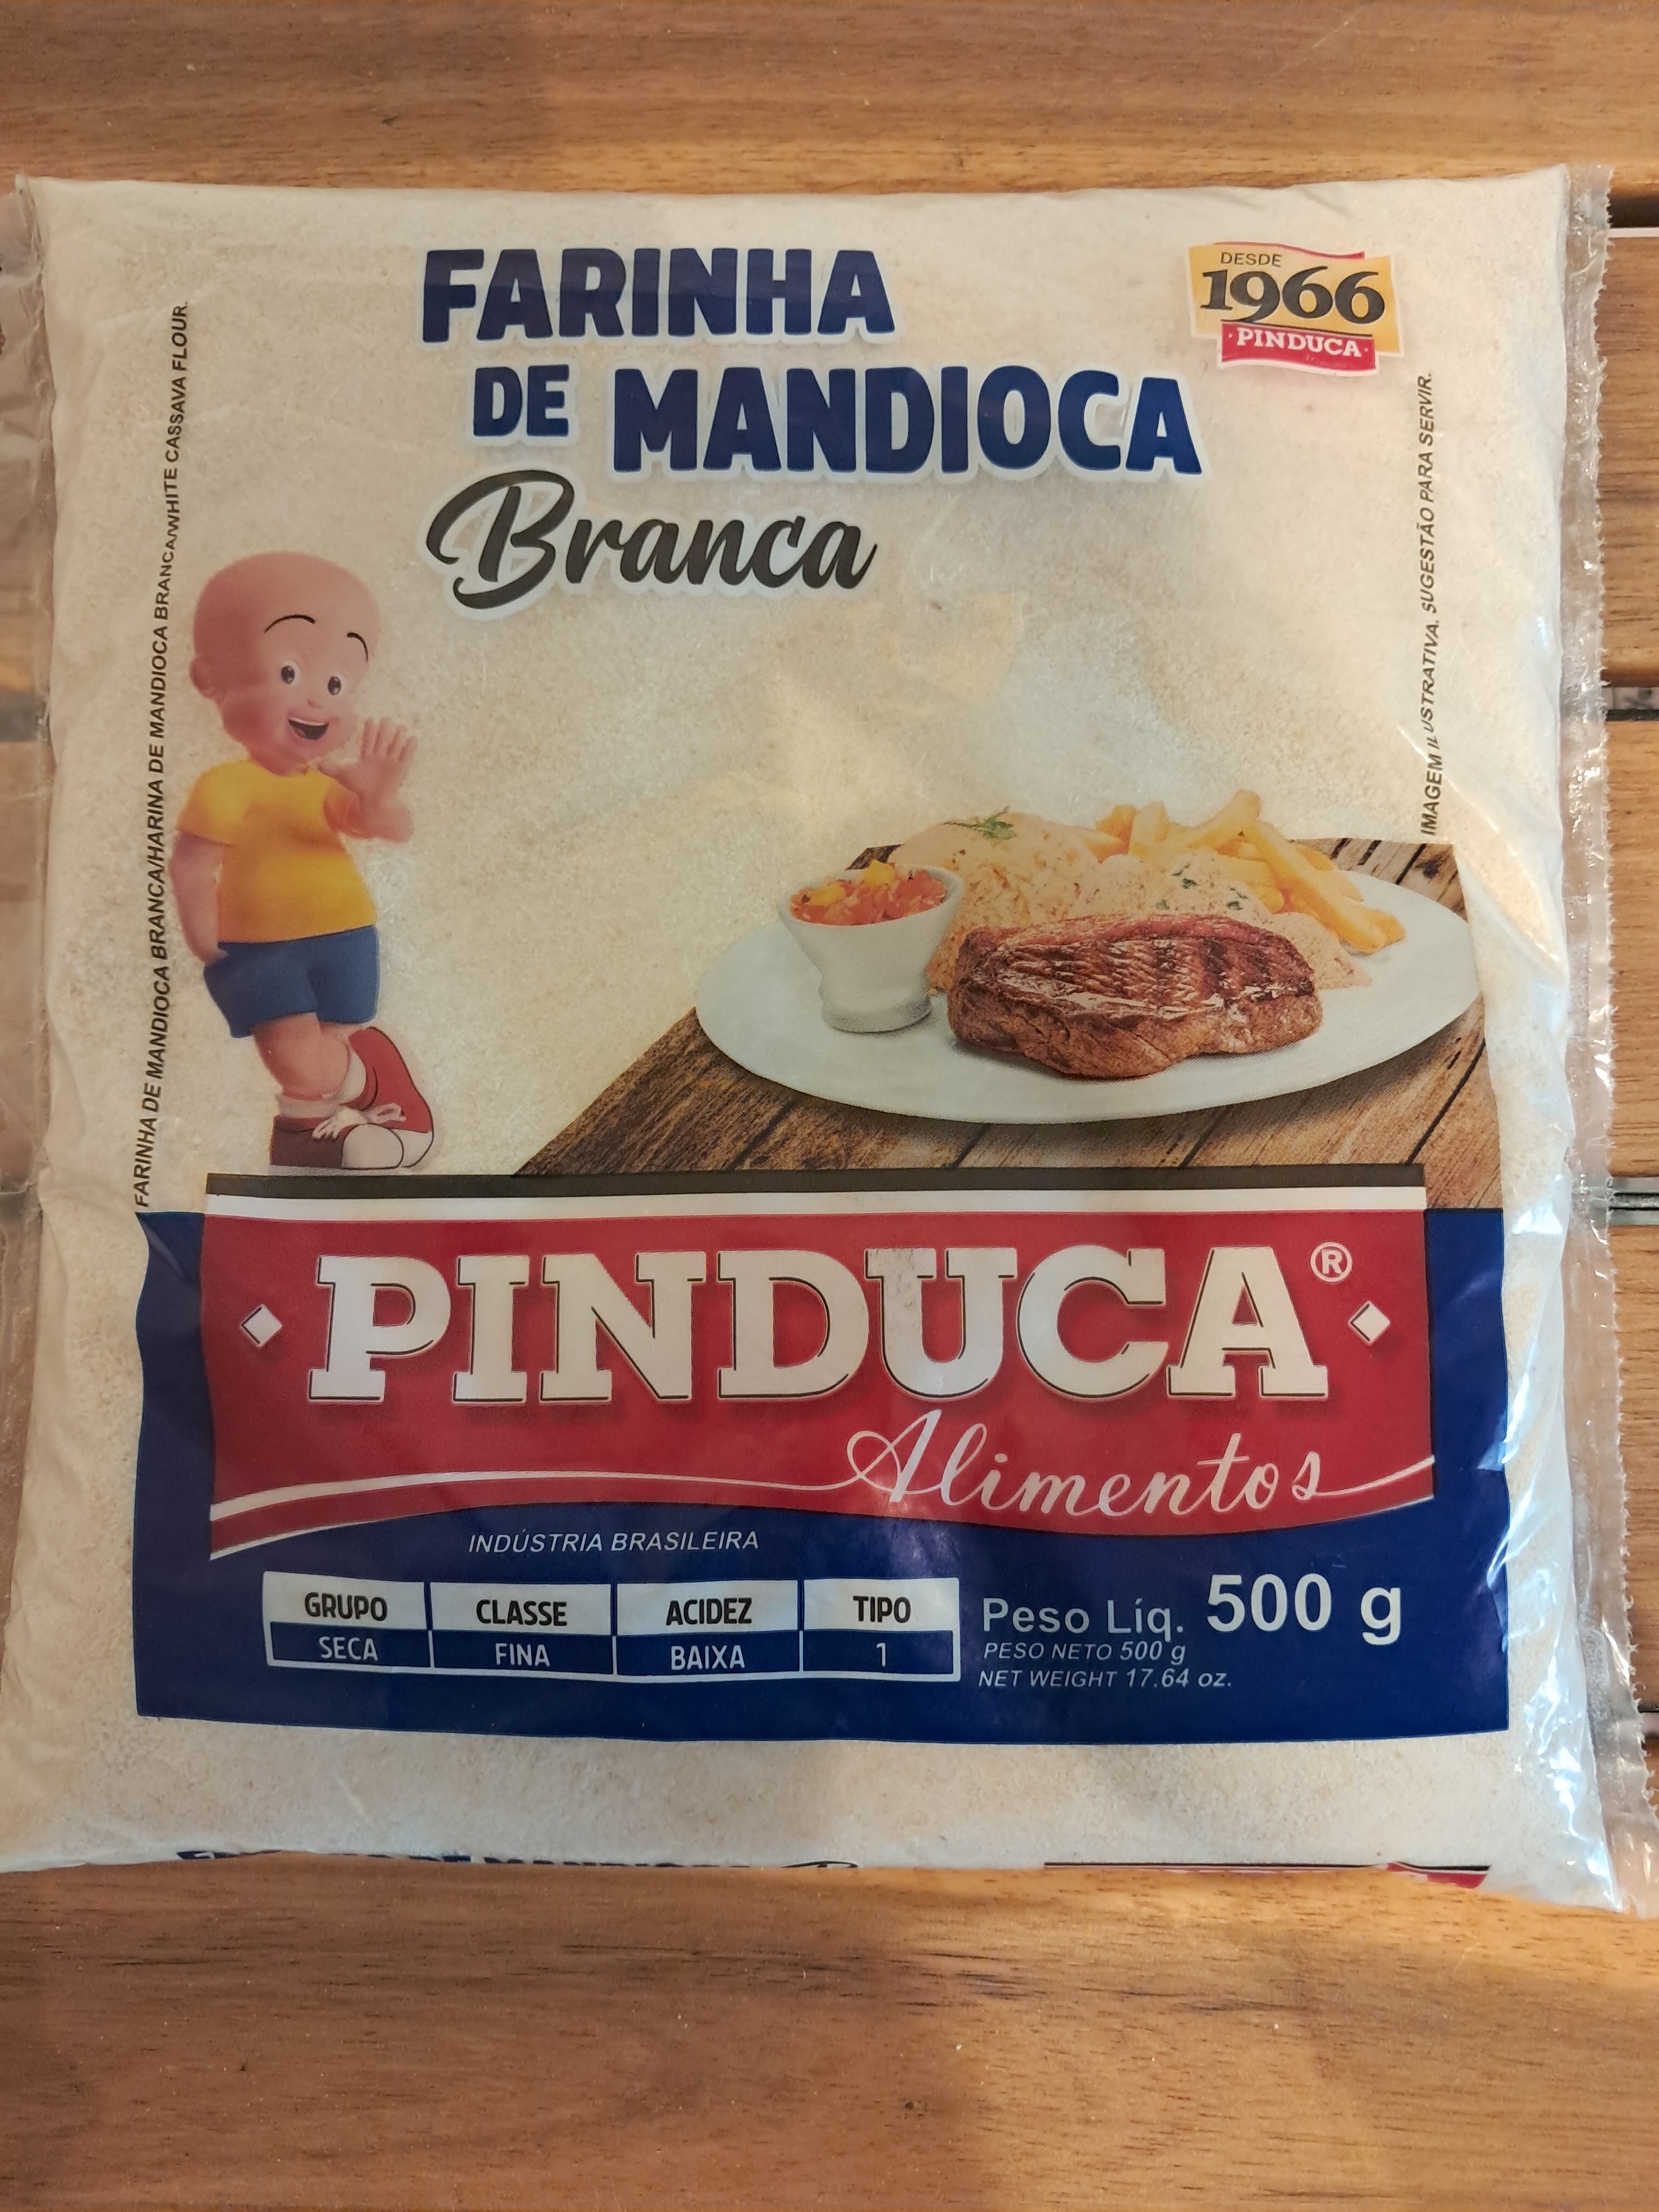 FARINHA
DE MANDIOCA
Branca
DESDE
1966
PINDUCA
FARINHA DE MANDIOCA BRANCA/HARINA DE MANDIOCA BRANCA/WHITE CASSAVA FLOUR.
IMAGEM ILUSTRATIVA. SUGESTÃO PARA SERVIR.
PINDUCA®
Alimentos
INDÚSTRIA BRASILEIRA
GRUPO CLASSE ACIDEZ TIPO
SECA FINA BAIXA 1
Peso Líq. 500 g
PESO NETO 500 g
NET WEIGHT 17.64 oz.